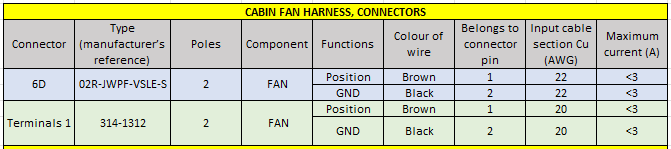 CABIN FAN HARNESS, CONNECTORS
Connector Type (manufacturer's reference) Poles Component Functions Colour of wire Belongs to connector pin Input cable section Cu (AWG) Maximum current (A)
6D 02R-JWPF-VSLE-S 2 FAN Position Brown 1 22 <3
GND Black 2 22 <3
Terminals 1 314-1312 2 FAN Position Brown 1 20 <3
GND Black 2 20 <3